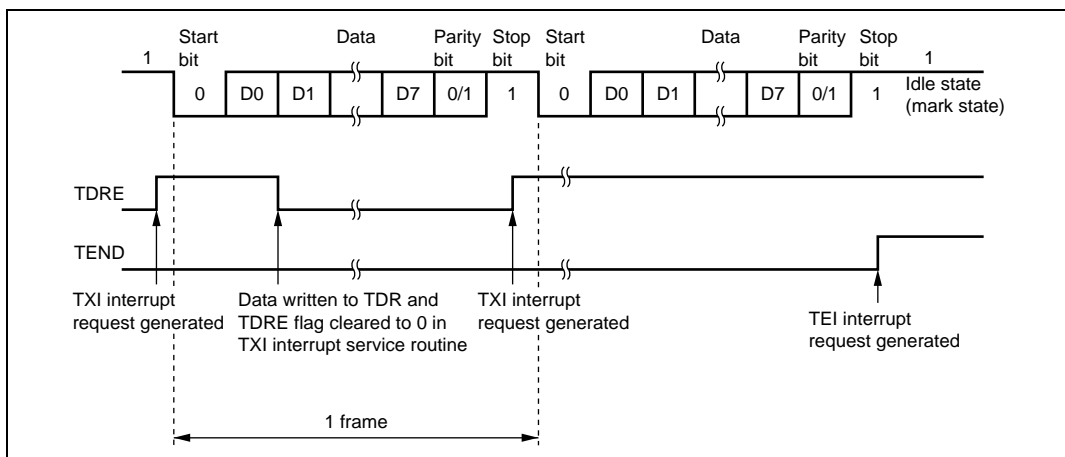 Start bit
Data
Parity bit
Stop bit
Start bit
Data
Parity bit
Stop bit
1
1
0
D0
D1
D7
0/1
1
0
D0
D1
D7
0/1
1
Idle state
(mark state)
TDRE
TEND
TXI interrupt
request generated
Data written to TDR and
TDRE flag cleared to 0 in
TXI interrupt service routine
TXI interrupt
request generated
TEI interrupt
request generated
1 frame